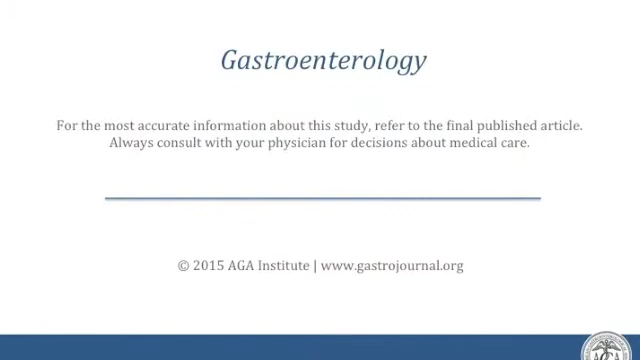 Gastroenterology
For the most accurate information about this study, refer to the final published article.
Always consult with your physician for decisions about medical care.
© 2015 AGA Institute | www.gastrojournal.org
AGA